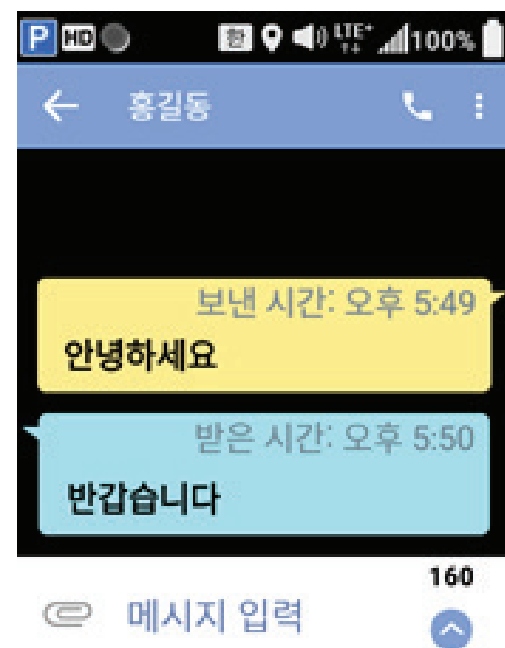 P HD 한 LTE+ 100%
홍길동
보낸 시간: 오후 5:49
안녕하세요
받은 시간: 오후 5:50
반갑습니다
160
메시지 입력